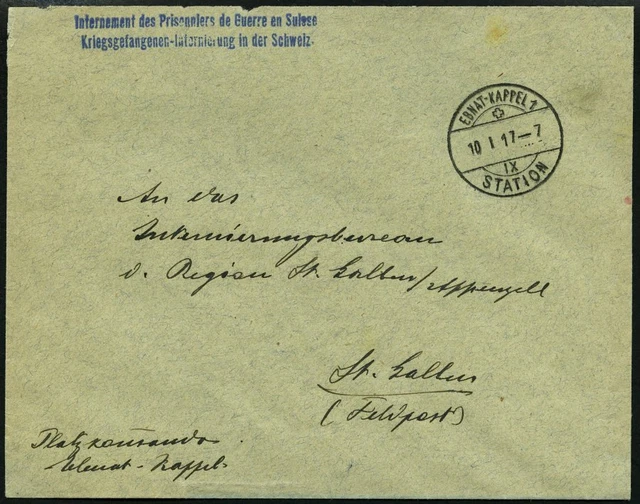 Internement des Prisonniers de Guerre en Suisse
Kriegsgefangenen-Internierung in der Schweiz.
EBNAT-KAPPEL 1
10 I 17—7
IX
STATION
An das
Internierungsbureau
d. Region St. Gallen/Appenzell
St. Gallen
(Feldpost)
Platzkomando
Ebnat-Kappel.